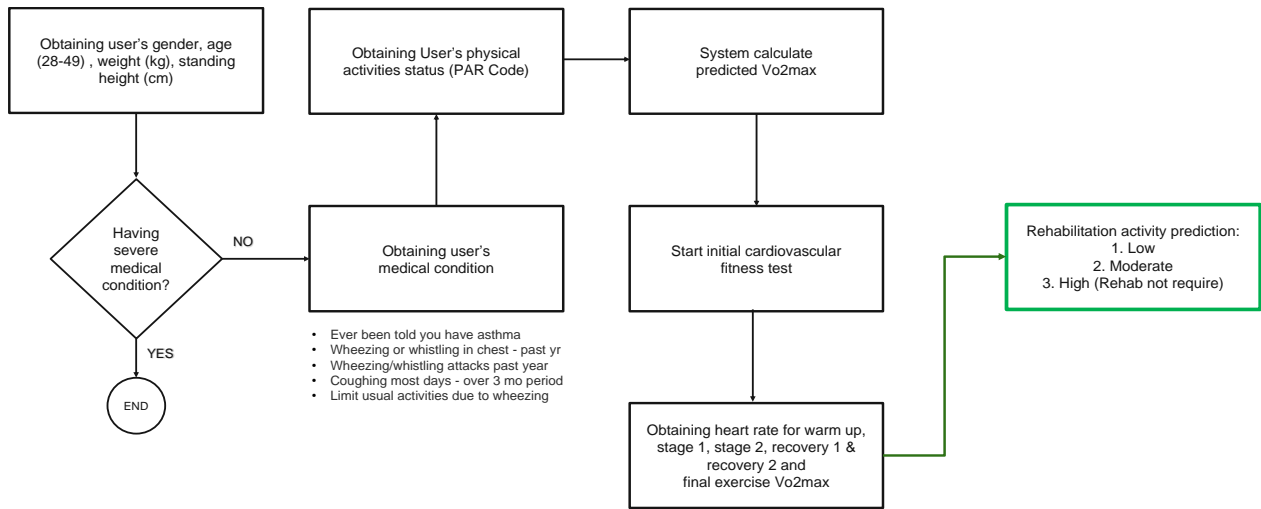 Obtaining user's gender, age
(28-49) , weight (kg), standing
height (cm)
Having
severe
medical
condition?
YES
END
NO
Obtaining user's
medical condition
• Ever been told you have asthma
• Wheezing or whistling in chest - past yr
• Wheezing/whistling attacks past year
• Coughing most days - over 3 mo period
• Limit usual activities due to wheezing
Obtaining User's physical
activities status (PAR Code)
System calculate
predicted Vo2max
Start initial cardiovascular
fitness test
Obtaining heart rate for warm up,
stage 1, stage 2, recovery 1 &
recovery 2 and
final exercise Vo2max
Rehabilitation activity prediction:
1. Low
2. Moderate
3. High (Rehab not require)